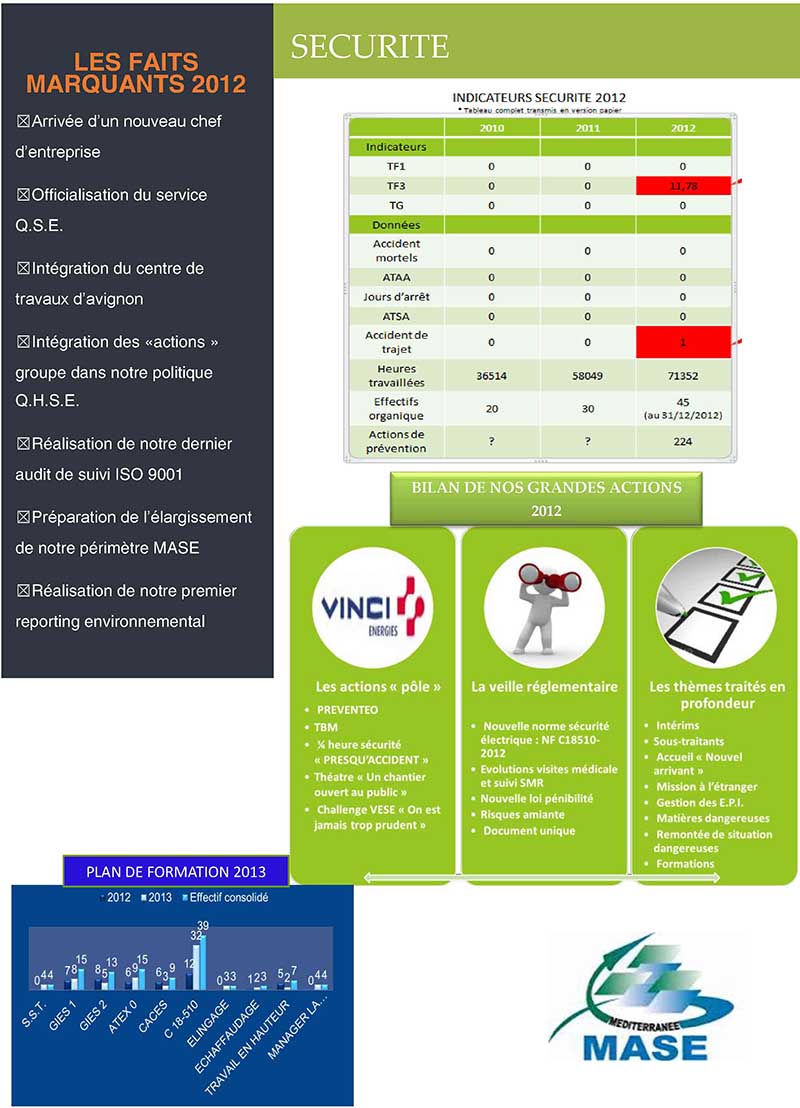 LES FAITS
MARQUANTS 2012
☒Arrivée d'un nouveau chef
d'entreprise
☒Officialisation du service
Q.S.E.
☒Intégration du centre de
travaux d'avignon
☒Intégration des «actions »
groupe dans notre politique
Q.H.S.E.
☒Réalisation de notre dernier
audit de suivi ISO 9001
☒Préparation de l'élargissement
de notre périmètre MASE
☒Réalisation de notre premier
reporting environnemental
SECURITE
INDICATEURS SECURITE 2012
* Tableau complet transmis en version papier
2010 2011 2012
Indicateurs
TF1 0 0 0
TF3 0 0 11,78
TG 0 0 0
Données
Accident
mortels 0 0 0
ATAA 0 0 0
Jours d'arrêt 0 0 0
ATSA 0 0 0
Accident de
trajet 0 0 1
Heures
travaillées 36514 58049 71352
Effectifs
organique 20 30 45
(au 31/12/2012)
Actions de
prévention ? ? 224
BILAN DE NOS GRANDES ACTIONS
2012
VINCI
ENERGIES
Les actions « pôle »
• PREVENTEO
• TBM
• ¼ heure sécurité
« PRESQU'ACCIDENT »
• Théatre « Un chantier
ouvert au public »
• Challenge VESE « On est
jamais trop prudent »
La veille réglementaire
• Nouvelle norme sécurité
électrique : NF C18510-
2012
• Evolutions visites médicale
et suivi SMR
• Nouvelle loi pénibilité
• Risques amiante
• Document unique
Les thèmes traités en
profondeur
• Intérims
• Sous-traitants
• Accueil « Nouvel
arrivant »
• Mission à l'étranger
• Gestion des E.P.I.
• Matières dangereuses
• Remontée de situation
dangereuses
• Formations
PLAN DE FORMATION 2013
2012 2013 Effectif consolidé
0 4 4 7 8 15 8 5 13 6 9 15 6 3 9 12 32 39 0 3 3 1 2 3 5 2 7 0 4 4
S.S.T.
GIES 1
GIES 2
ATEX 0
CACES
C 18-510
ELINGAGE
ECHAFFAUDAGE
TRAVAIL EN HAUTEUR
MANAGER LA...
MEDITERRANEE
MASE